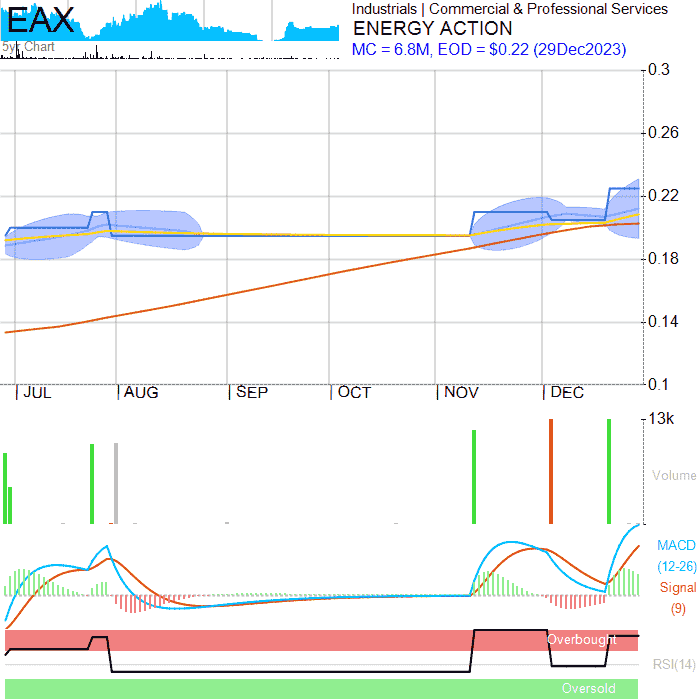 EAX
5yr Chart
Industrials | Commercial & Professional Services
ENERGY ACTION
MC = 6.8M, EOD = $0.22 (29Dec2023)
0.3
0.26
0.22
0.18
0.14
0.1
JUL AUG SEP OCT NOV DEC
13k
Volume
MACD
(12-26)
Signal
(9)
Overbought
RSI(14)
Oversold